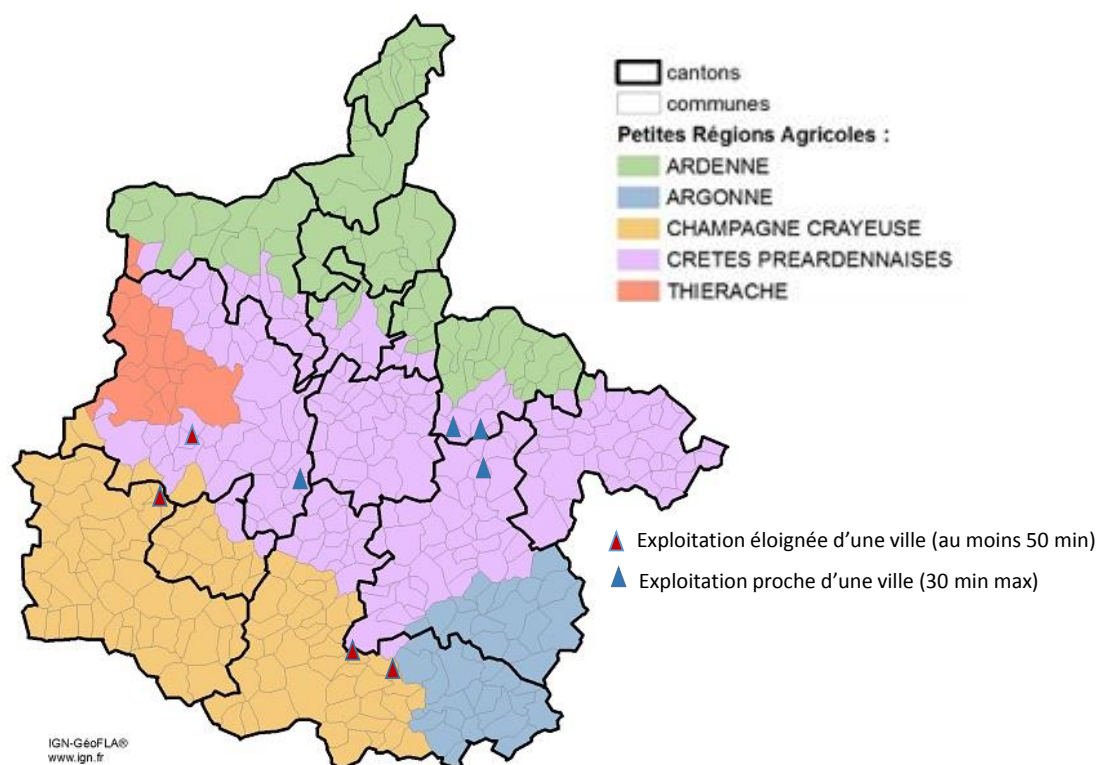 cantons
communes
Petites Régions Agricoles :
ARDENNE
ARGONNE
CHAMPAGNE CRAYEUSE
CRETES PREARDENNAISES
THIERACHE
Exploitation éloignée d'une ville (au moins 50 min)
Exploitation proche d'une ville (30 min max)
IGN-GéoFLA®
www.ign.fr